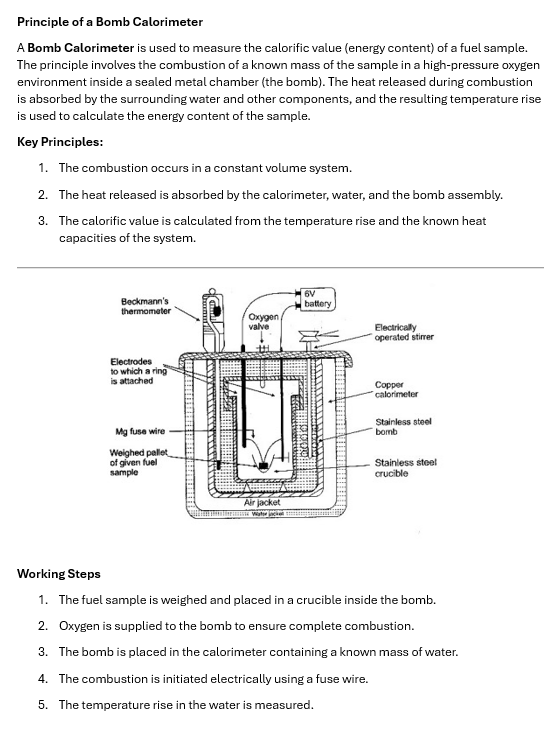 Principle of a Bomb Calorimeter
A Bomb Calorimeter is used to measure the calorific value (energy content) of a fuel sample.
The principle involves the combustion of a known mass of the sample in a high-pressure oxygen
environment inside a sealed metal chamber (the bomb). The heat released during combustion
is absorbed by the surrounding water and other components, and the resulting temperature rise
is used to calculate the energy content of the sample.
Key Principles:
1. The combustion occurs in a constant volume system.
2. The heat released is absorbed by the calorimeter, water, and the bomb assembly.
3. The calorific value is calculated from the temperature rise and the known heat
capacities of the system.
Beckmann's
thermometer
6V
battery
Oxygen
valve
Electrically
operated stirrer
Electrodes
to which a ring
is attached
Copper
calorimeter
Mg fuse wire
Stainless steel
bomb
Weighed pallet
of given fuel
sample
Stainless steel
crucible
Air jacket
Water jacket
Working Steps
1. The fuel sample is weighed and placed in a crucible inside the bomb.
2. Oxygen is supplied to the bomb to ensure complete combustion.
3. The bomb is placed in the calorimeter containing a known mass of water.
4. The combustion is initiated electrically using a fuse wire.
5. The temperature rise in the water is measured.